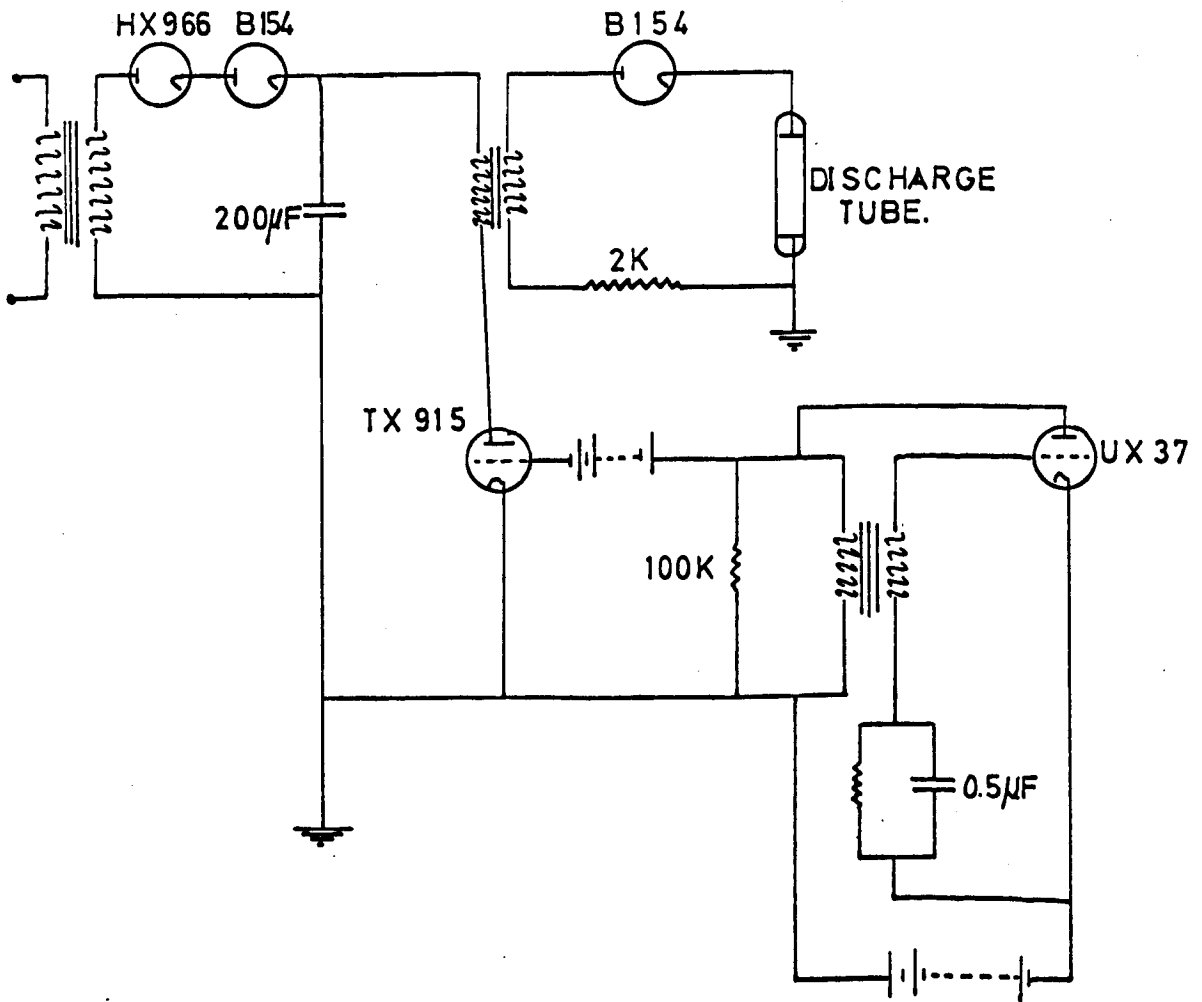 HX966 B154
B154
200µF
DISCHARGE
TUBE.
2K
TX 915
UX 37
100K
0.5µF